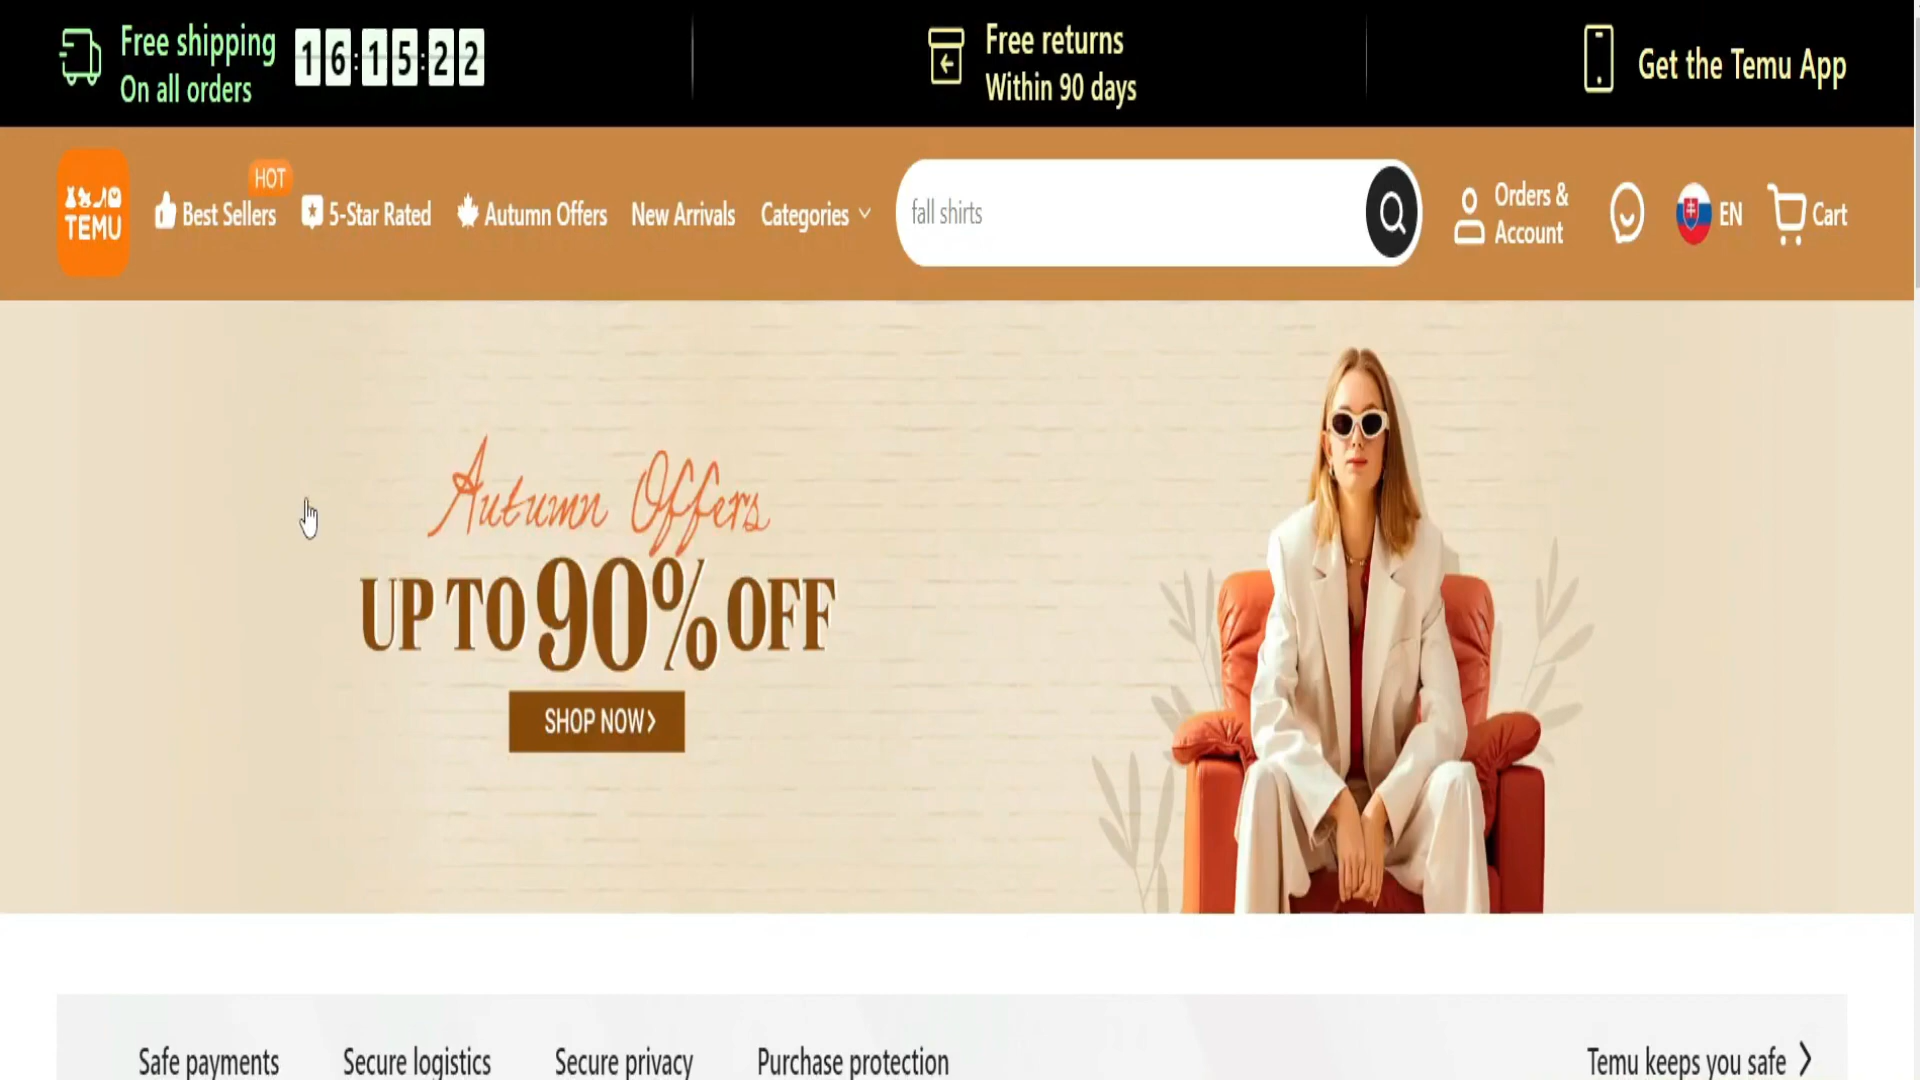 Free shipping
On all orders
16:15:22
Free returns
Within 90 days
Get the Temu App
TEMU
Best Sellers
HOT
5-Star Rated
Autumn Offers
New Arrivals
Categories
fall shirts
Orders &
Account
EN
Cart
Autumn Offers
UP TO 90% OFF
SHOP NOW
Safe payments
Secure logistics
Secure privacy
Purchase protection
Temu keeps you safe